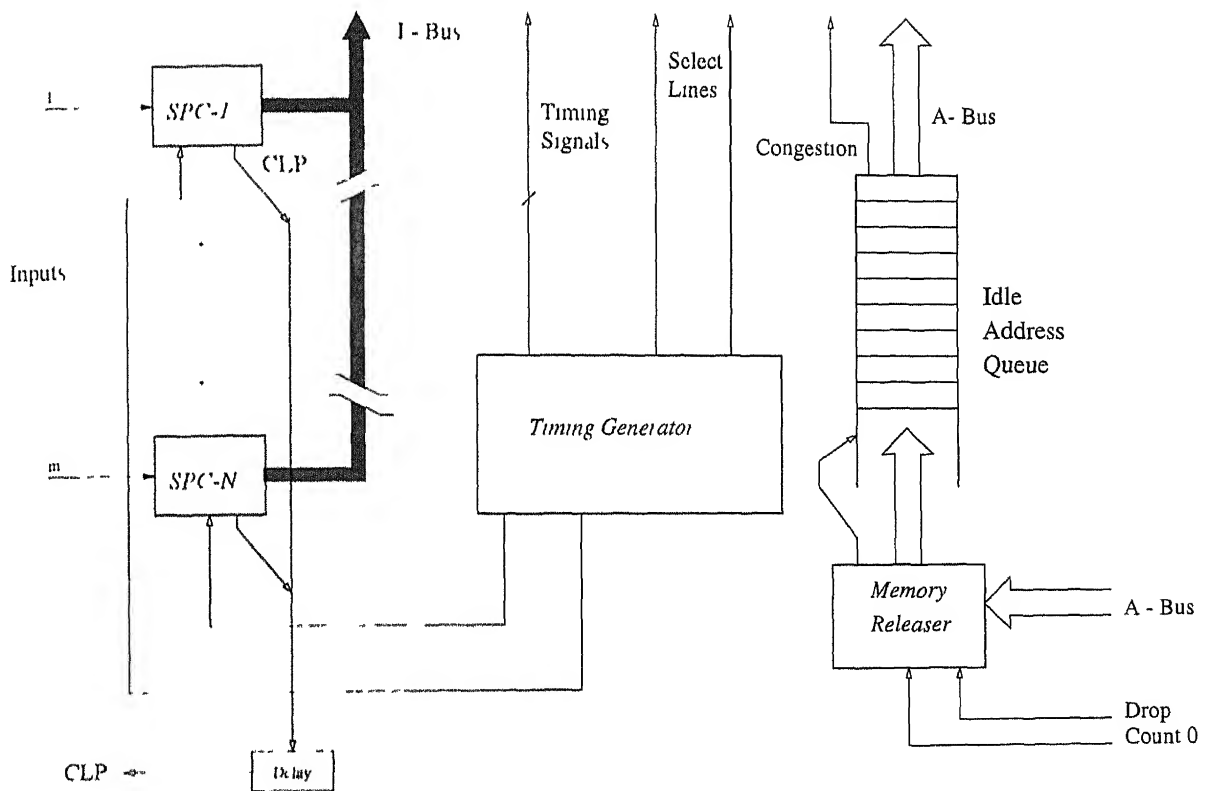 I - Bus
SPC-1
CLP
Inputs
m
SPC-N
CLP
Delay
Timing
Signals
Select
Lines
Timing Generator
Congestion
A- Bus
Idle
Address
Queue
Memory
Releaser
A - Bus
Drop
Count 0